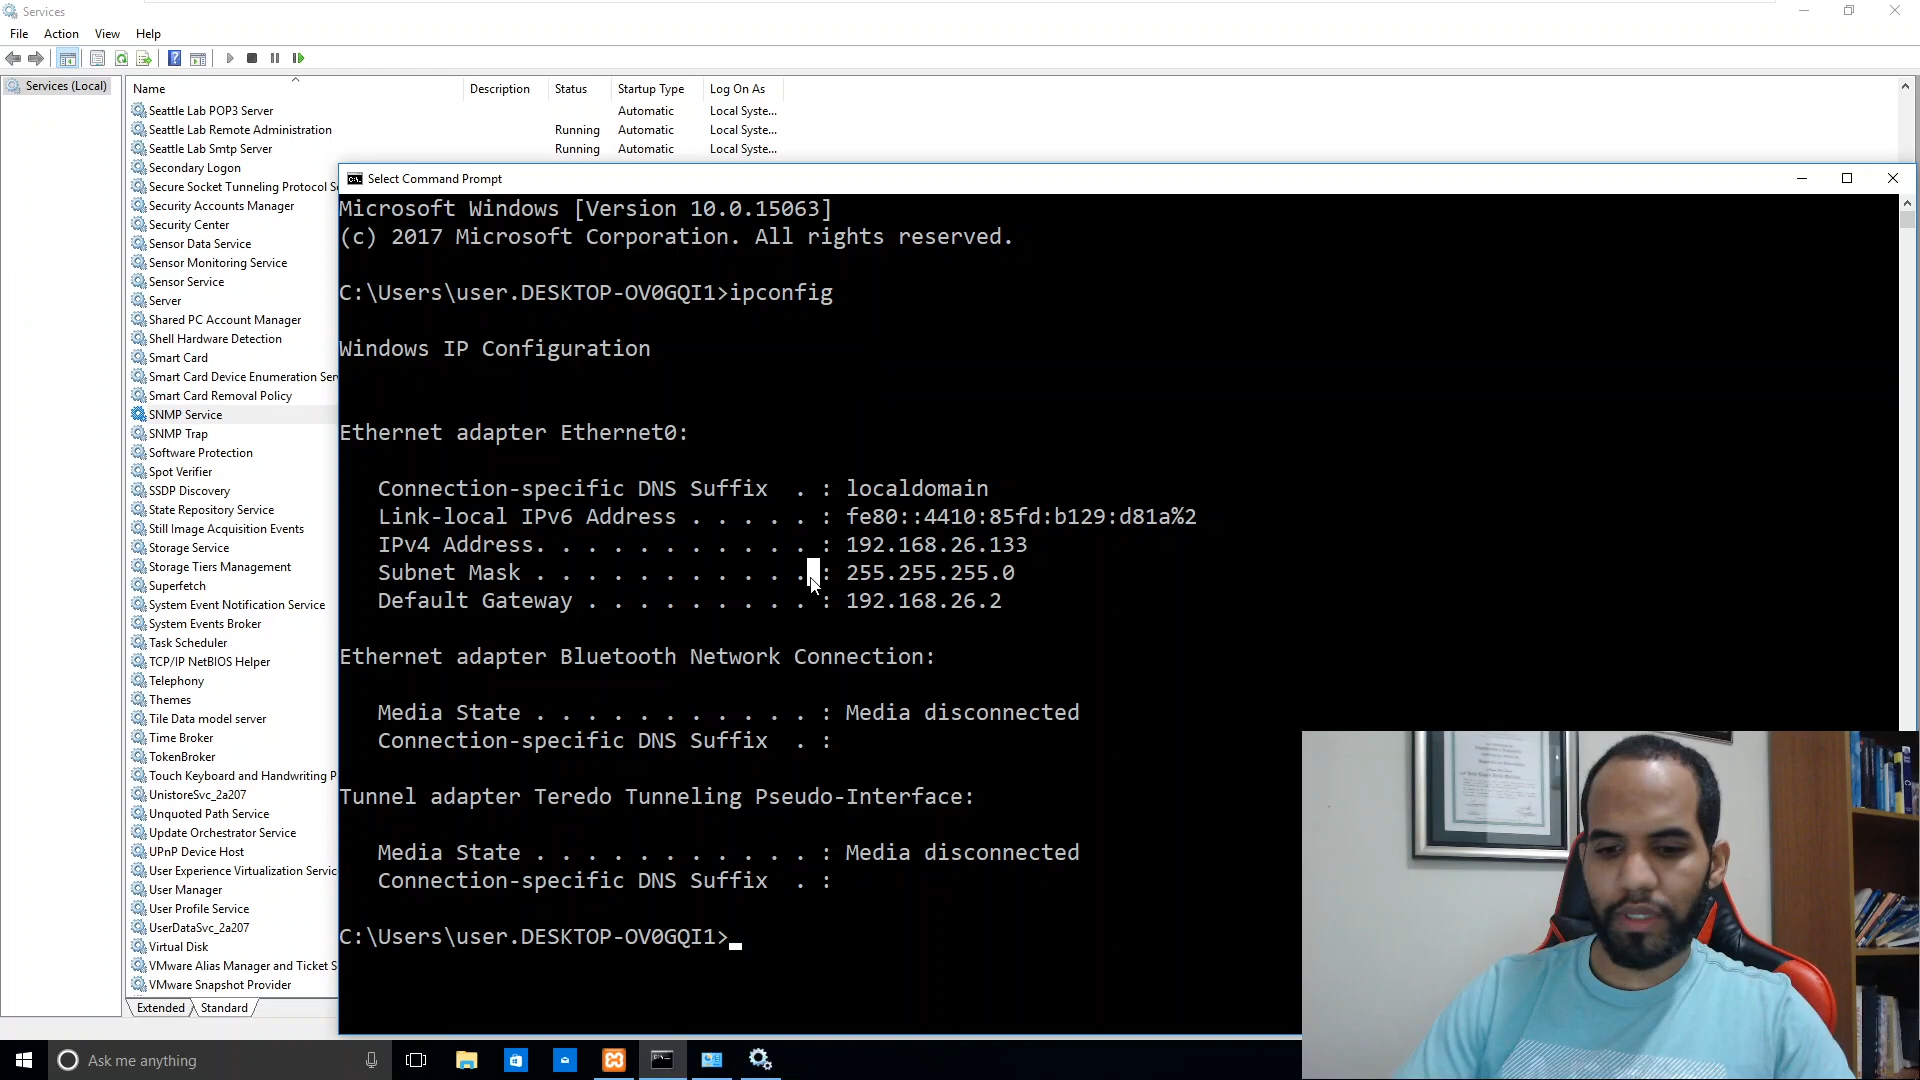 Services
File Action View Help
Services (Local)
Name Description Status Startup Type Log On As
Seattle Lab POP3 Server Automatic Local Syste...
Seattle Lab Remote Administration Running Automatic Local Syste...
Seattle Lab Smtp Server Running Automatic Local Syste...
Secondary Logon
Secure Socket Tunneling Protocol S
Security Accounts Manager
Security Center
Sensor Data Service
Sensor Monitoring Service
Sensor Service
Server
Shared PC Account Manager
Shell Hardware Detection
Smart Card
Smart Card Device Enumeration Ser
Smart Card Removal Policy
SNMP Service
SNMP Trap
Software Protection
Spot Verifier
SSDP Discovery
State Repository Service
Still Image Acquisition Events
Storage Service
Storage Tiers Management
Superfetch
System Event Notification Service
System Events Broker
Task Scheduler
TCP/IP NetBIOS Helper
Telephony
Themes
Tile Data model server
Time Broker
TokenBroker
Touch Keyboard and Handwriting P
UnistoreSvc_2a207
Unquoted Path Service
Update Orchestrator Service
UPnP Device Host
User Experience Virtualization Servic
User Manager
User Profile Service
UserDataSvc_2a207
Virtual Disk
VMware Alias Manager and Ticket S
VMware Snapshot Provider
Extended Standard
Select Command Prompt
Microsoft Windows [Version 10.0.15063]
(c) 2017 Microsoft Corporation. All rights reserved.
C:\Users\user.DESKTOP-OV0GQI1>ipconfig
Windows IP Configuration
Ethernet adapter Ethernet0:
Connection-specific DNS Suffix . : localdomain
Link-local IPv6 Address . . . . . : fe80::4410:85fd:b129:d81a%2
IPv4 Address. . . . . . . . . . . : 192.168.26.133
Subnet Mask . . . . . . . . . . . : 255.255.255.0
Default Gateway . . . . . . . . . : 192.168.26.2
Ethernet adapter Bluetooth Network Connection:
Media State . . . . . . . . . . . : Media disconnected
Connection-specific DNS Suffix . :
Tunnel adapter Teredo Tunneling Pseudo-Interface:
Media State . . . . . . . . . . . : Media disconnected
Connection-specific DNS Suffix . :
C:\Users\user.DESKTOP-OV0GQI1>
Ask me anything